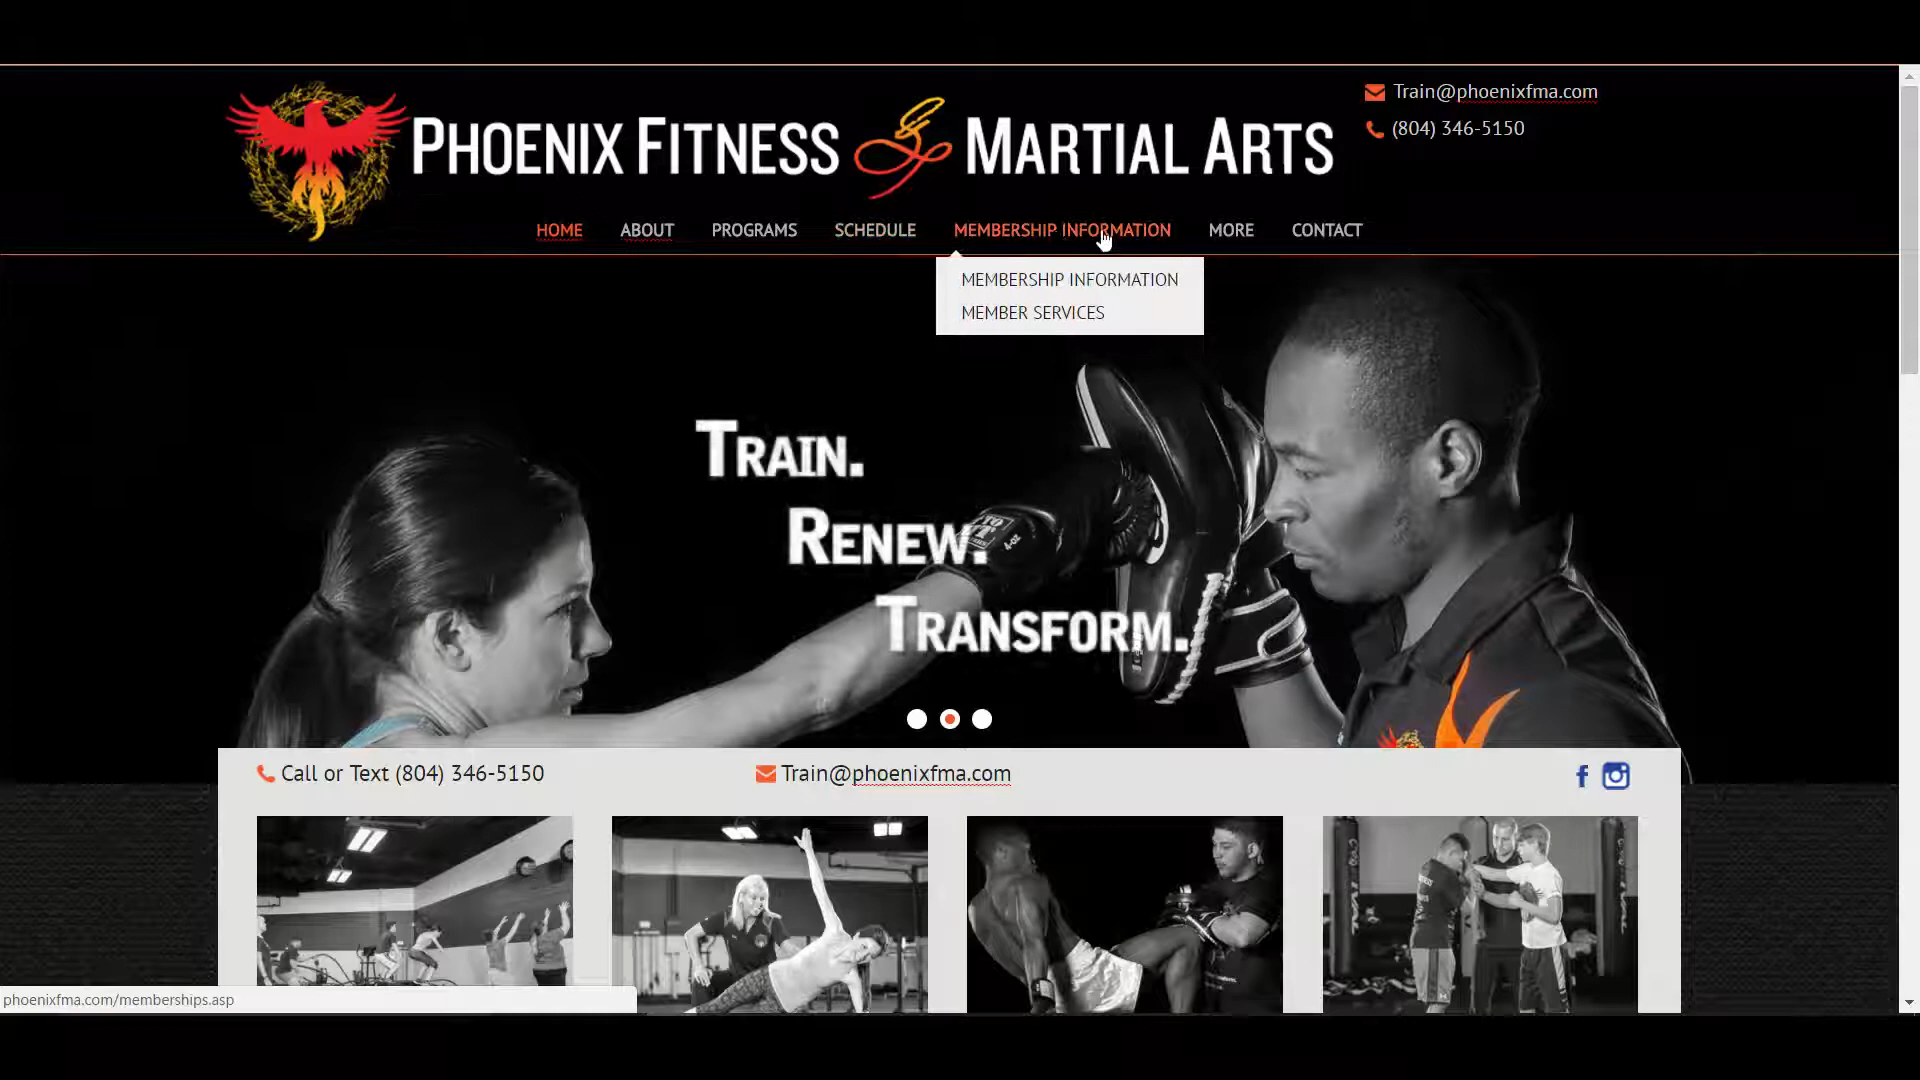 Train@phoenixfma.com
PHOENIX FITNESS & MARTIAL ARTS
(804) 346-5150
HOME ABOUT PROGRAMS SCHEDULE MEMBERSHIP INFORMATION MORE CONTACT
MEMBERSHIP INFORMATION
MEMBER SERVICES
TRAIN.
RENEW.
TRANSFORM.
Call or Text (804) 346-5150 Train@phoenixfma.com
phoenixfma.com/memberships.asp